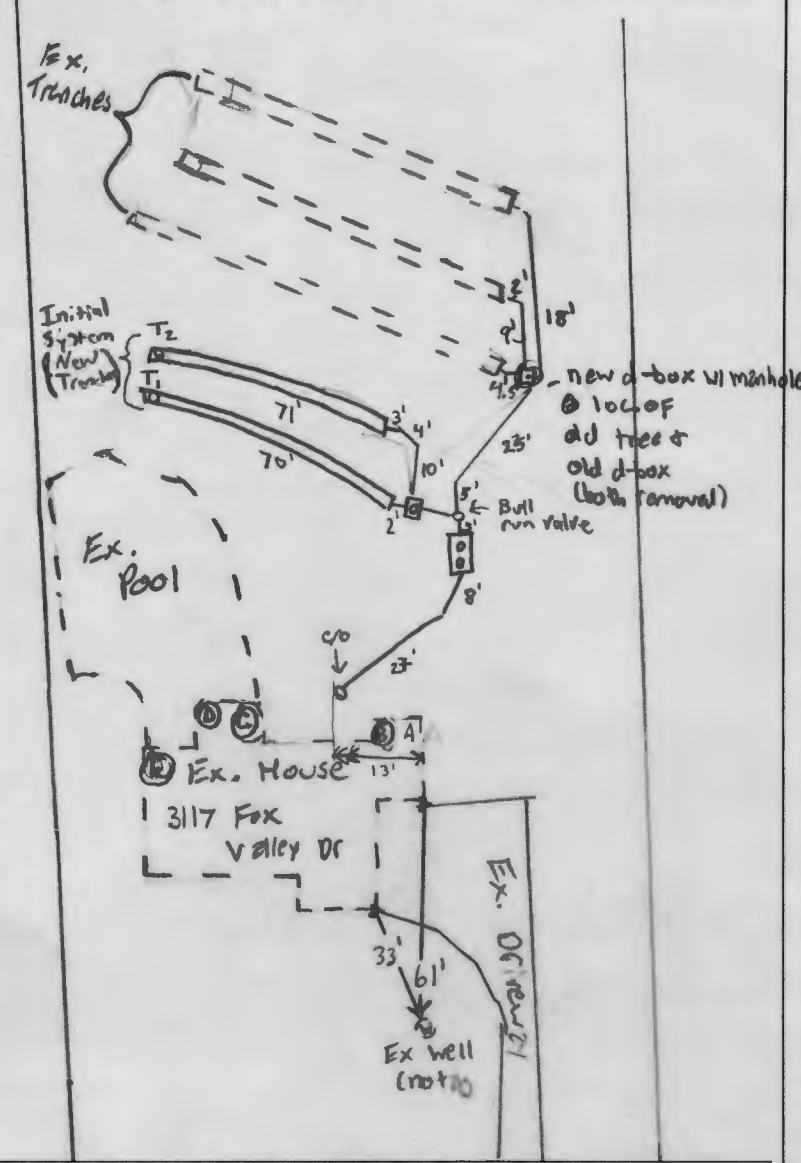 Ex.
Trenches
2'
9'
18'
4.5'
Initial
System
(New
T2
T1
71'
70'
3'
4'
10'
2'
25'
5'
new d-box w/ manhole
@ loc of
old tree &
old d-box
(both removal)
Bull
run valve
8'
27'
c/o
Ex.
Pool
D
C
B
A
E
13'
Ex. House
3117 Fox
Valley Dr
33'
61'
Ex.
Ex well
(not